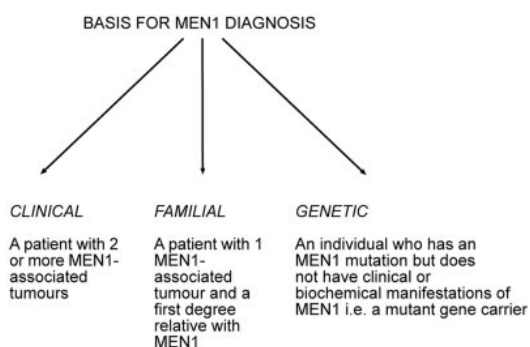 BASIS FOR MEN1 DIAGNOSIS
CLINICAL
A patient with 2
or more MEN1-
associated
tumours
FAMILIAL
A patient with 1
MEN1-
associated
tumour and a
first degree
relative with
MEN1
GENETIC
An individual who has an
MEN1 mutation but does
not have clinical or
biochemical manifestations of
MEN1 i.e. a mutant gene carrier